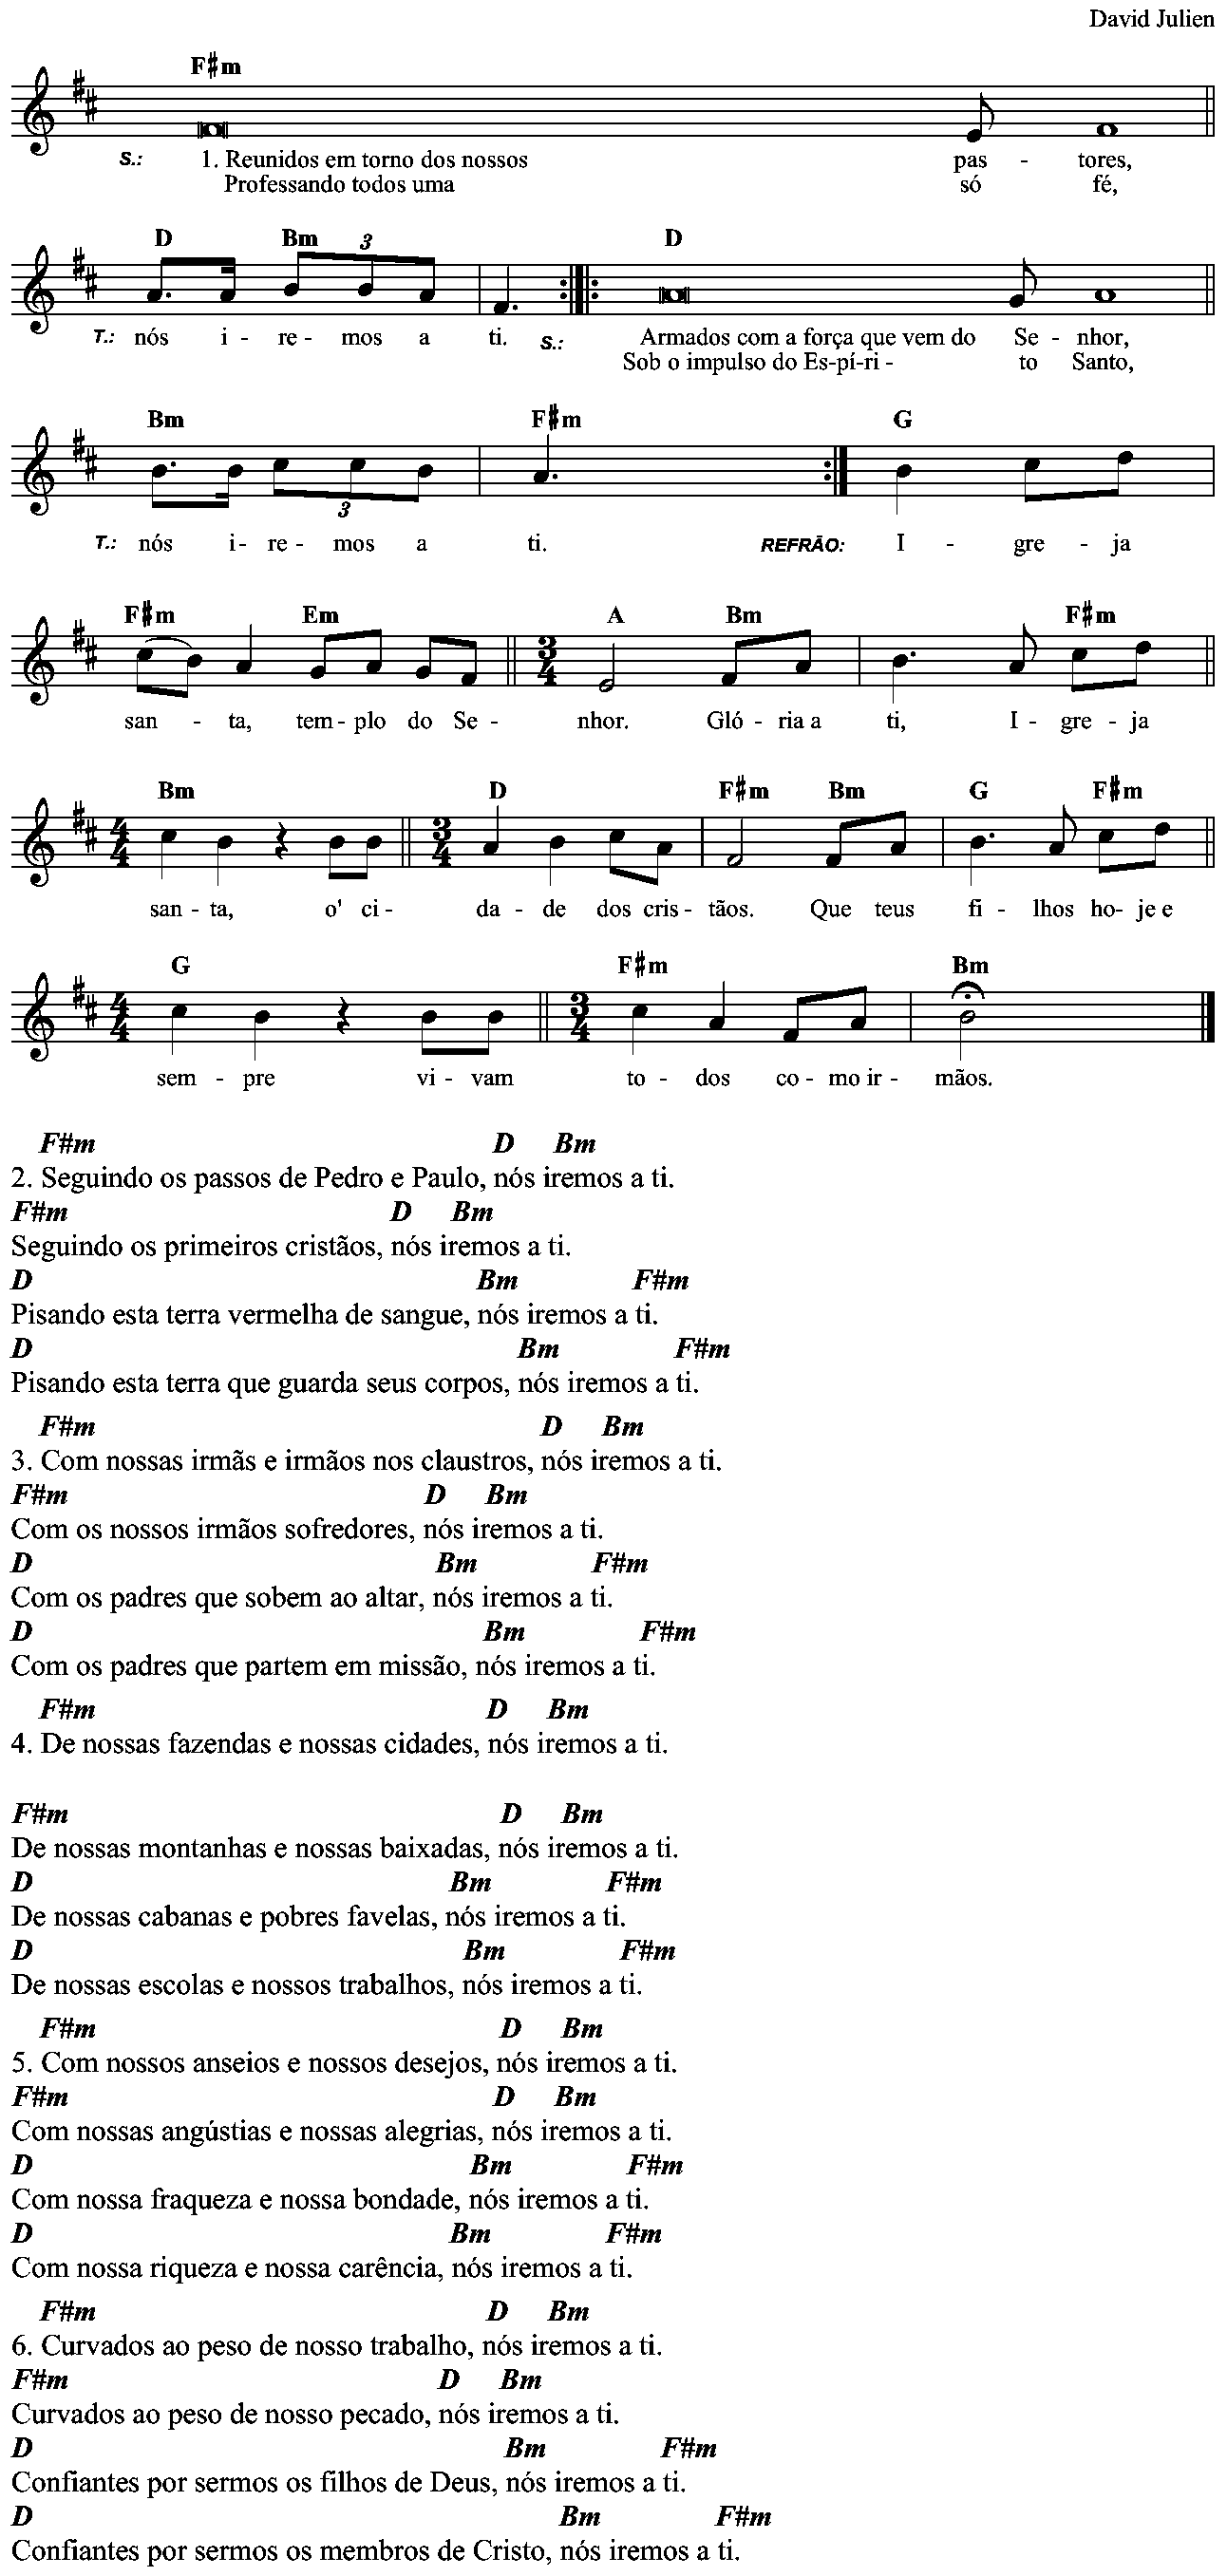 David Julien
F♯m
S.: 1. Reunidos em torno dos nossos pas - tores,
Professando todos uma só fé,
D Bm 3 D
T.: nós i - re - mos a ti. S.: Armados com a força que vem do Se - nhor,
Sob o impulso do Es-pí-ri - to Santo,
Bm F♯m G
3
T.: nós i - re - mos a ti. REFRÃO: I - gre - ja
F♯m Em A Bm F♯m
3 4
san - ta, tem - plo do Se - nhor. Gló - ria a ti, I - gre - ja
Bm D F♯m Bm G F♯m
4 4 3 4
san - ta, o' ci - da - de dos cris - tãos. Que teus fi - lhos ho - je e
G F♯m Bm
4 4 3 4
sem - pre vi - vam to - dos co - mo ir - mãos.
F#m D Bm
2. Seguindo os passos de Pedro e Paulo, nós iremos a ti.
F#m D Bm
Seguindo os primeiros cristãos, nós iremos a ti.
D Bm F#m
Pisando esta terra vermelha de sangue, nós iremos a ti.
D Bm F#m
Pisando esta terra que guarda seus corpos, nós iremos a ti.
F#m D Bm
3. Com nossas irmãs e irmãos nos claustros, nós iremos a ti.
F#m D Bm
Com os nossos irmãos sofredores, nós iremos a ti.
D Bm F#m
Com os padres que sobem ao altar, nós iremos a ti.
D Bm F#m
Com os padres que partem em missão, nós iremos a ti.
F#m D Bm
4. De nossas fazendas e nossas cidades, nós iremos a ti.
F#m D Bm
De nossas montanhas e nossas baixadas, nós iremos a ti.
D Bm F#m
De nossas cabanas e pobres favelas, nós iremos a ti.
D Bm F#m
De nossas escolas e nossos trabalhos, nós iremos a ti.
F#m D Bm
5. Com nossos anseios e nossos desejos, nós iremos a ti.
F#m D Bm
Com nossas angústias e nossas alegrias, nós iremos a ti.
D Bm F#m
Com nossa fraqueza e nossa bondade, nós iremos a ti.
D Bm F#m
Com nossa riqueza e nossa carência, nós iremos a ti.
F#m D Bm
6. Curvados ao peso de nosso trabalho, nós iremos a ti.
F#m D Bm
Curvados ao peso de nosso pecado, nós iremos a ti.
D Bm F#m
Confiantes por sermos os filhos de Deus, nós iremos a ti.
D Bm F#m
Confiantes por sermos os membros de Cristo, nós iremos a ti.